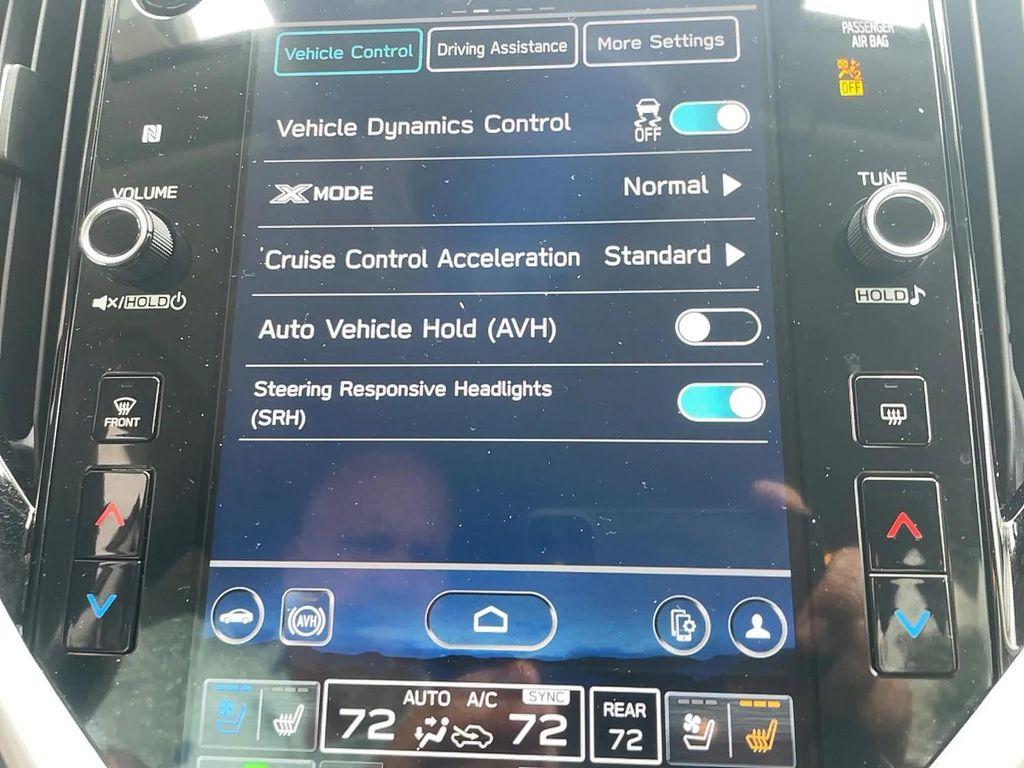 Vehicle Control
Driving Assistance
More Settings
PASSENGER
AIR BAG
OFF
Vehicle Dynamics Control
OFF
X MODE
Normal
VOLUME
TUNE
Cruise Control Acceleration
Standard
/HOLD
HOLD
Auto Vehicle Hold (AVH)
Steering Responsive Headlights
(SRH)
FRONT
AVH
AUTO A/C SYNC
72 72
REAR
72